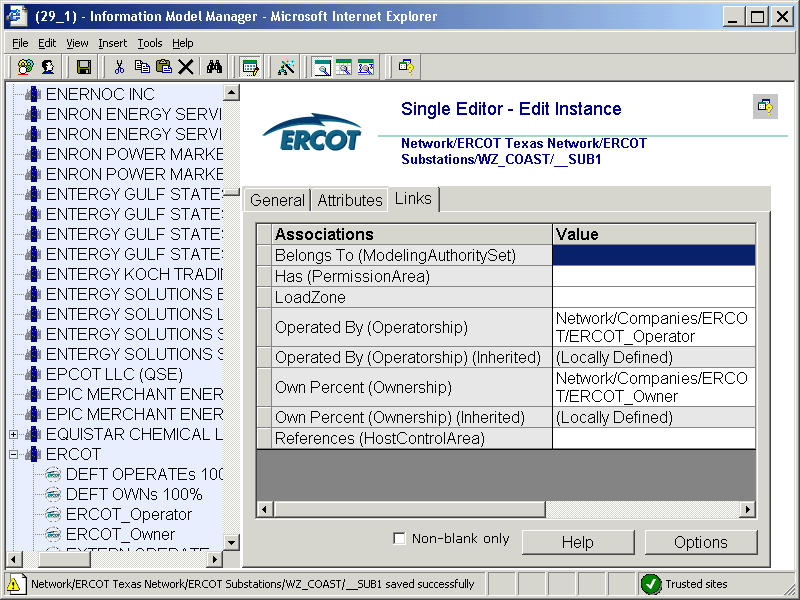 (29_1) - Information Model Manager - Microsoft Internet Explorer
File Edit View Insert Tools Help
ENERNOC INC
ENRON ENERGY SERVI
ENRON ENERGY SERVI
ENRON POWER MARKE
ENRON POWER MARKE
ENTERGY GULF STATES
ENTERGY GULF STATE
ENTERGY GULF STATE
ENTERGY GULF STATE
ENTERGY KOCH TRADI
ENTERGY SOLUTIONS E
ENTERGY SOLUTIONS L
ENTERGY SOLUTIONS S
ENTERGY SOLUTIONS S
EPCOT LLC (QSE)
EPIC MERCHANT ENER
EPIC MERCHANT ENER
EQUISTAR CHEMICAL L
ERCOT
DEFT OPERATEs 100
DEFT OWNs 100%
ERCOT_Operator
ERCOT_Owner
EXTERN OPERATE
ERCOT
Single Editor - Edit Instance
Network/ERCOT Texas Network/ERCOT
Substations/WZ_COAST/__SUB1
General Attributes Links
Associations Value
Belongs To (ModelingAuthoritySet)
Has (PermissionArea)
LoadZone
Operated By (Operatorship) Network/Companies/ERCO
T/ERCOT_Operator
Operated By (Operatorship) (Inherited) (Locally Defined)
Own Percent (Ownership) Network/Companies/ERCO
T/ERCOT_Owner
Own Percent (Ownership) (Inherited) (Locally Defined)
References (HostControlArea)
Non-blank only Help Options
Network/ERCOT Texas Network/ERCOT Substations/WZ_COAST/__SUB1 saved successfully Trusted sites